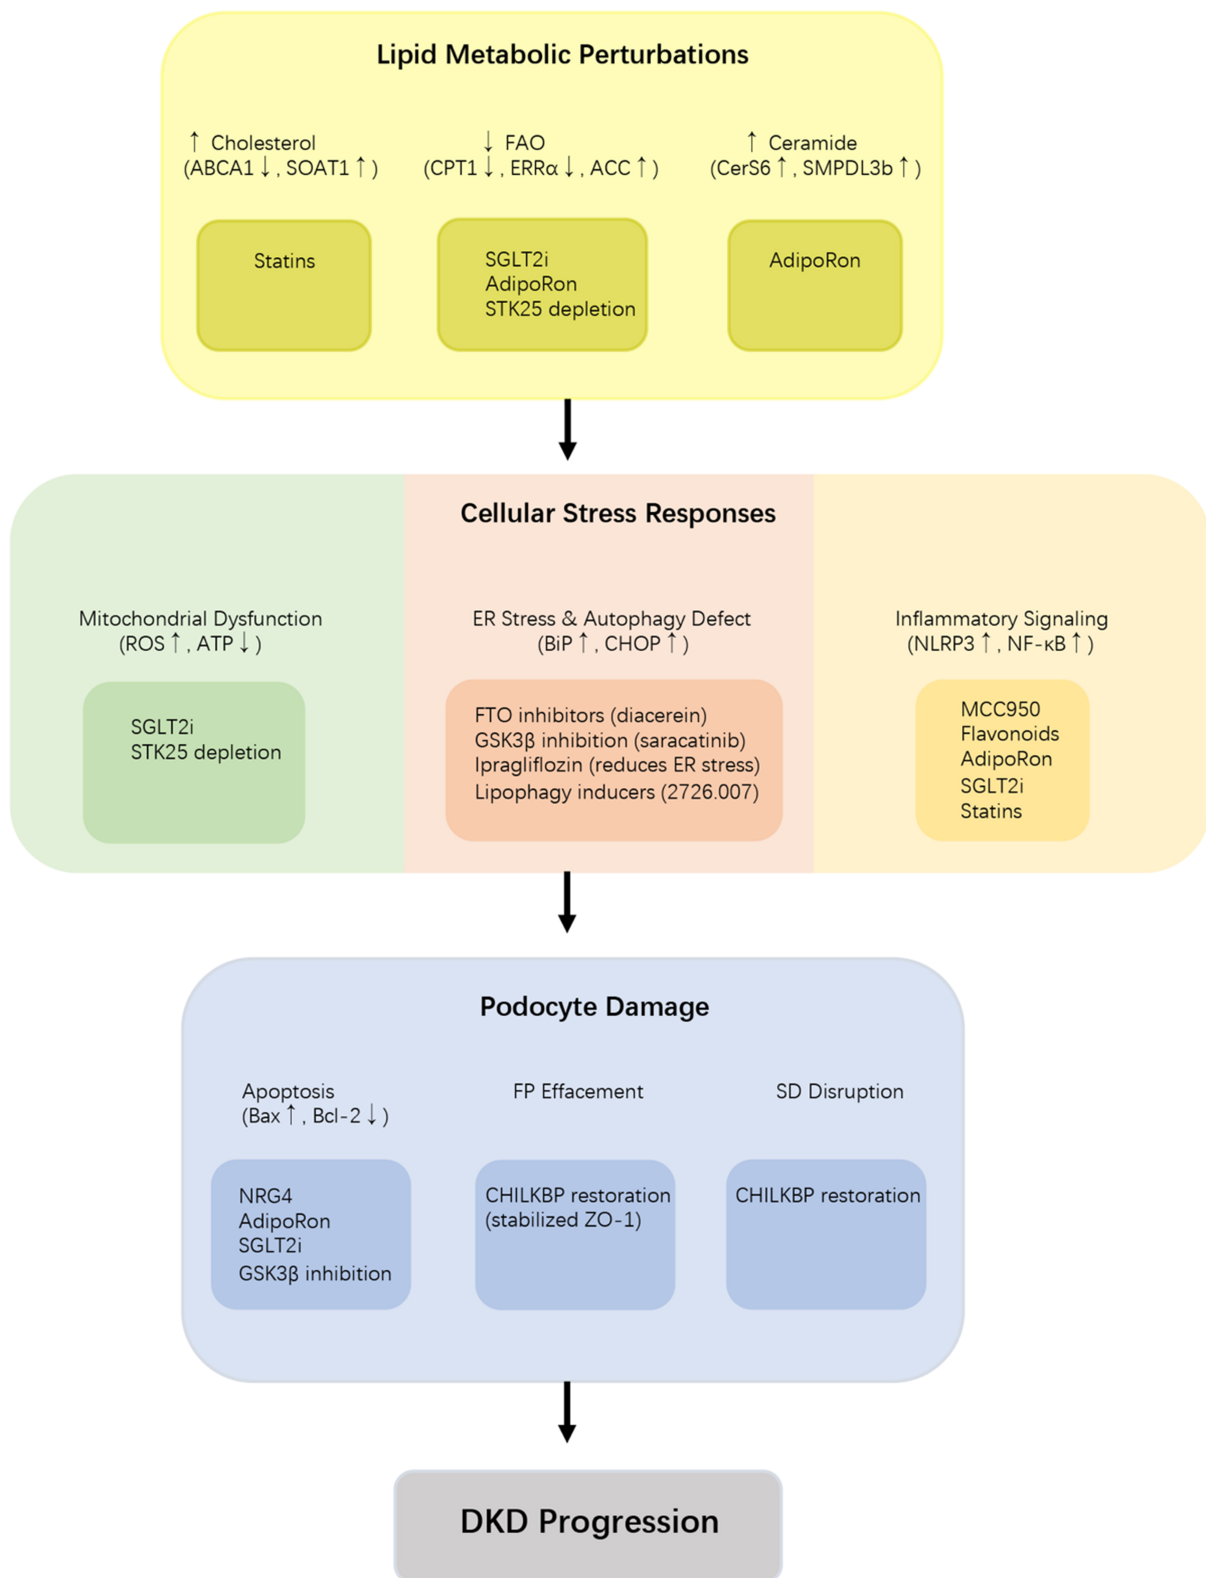 Lipid Metabolic Perturbations
↑ Cholesterol
(ABCA1↓, SOAT1↑)
↓ FAO
(CPT1↓, ERRα↓, ACC↑)
↑ Ceramide
(CerS6↑, SMPDL3b↑)
Statins
SGLT2i
AdipoRon
STK25 depletion
AdipoRon
Cellular Stress Responses
Mitochondrial Dysfunction
(ROS↑, ATP↓)
ER Stress & Autophagy Defect
(BiP↑, CHOP↑)
Inflammatory Signaling
(NLRP3↑, NF-κB↑)
SGLT2i
STK25 depletion
FTO inhibitors (diacerein)
GSK3β inhibition (saracatinib)
Ipragliflozin (reduces ER stress)
Lipophagy inducers (2726.007)
MCC950
Flavonoids
AdipoRon
SGLT2i
Statins
Podocyte Damage
Apoptosis
(Bax↑, Bcl-2↓)
FP Effacement
SD Disruption
NRG4
AdipoRon
SGLT2i
GSK3β inhibition
CHILKBP restoration
(stabilized ZO-1)
CHILKBP restoration
DKD Progression